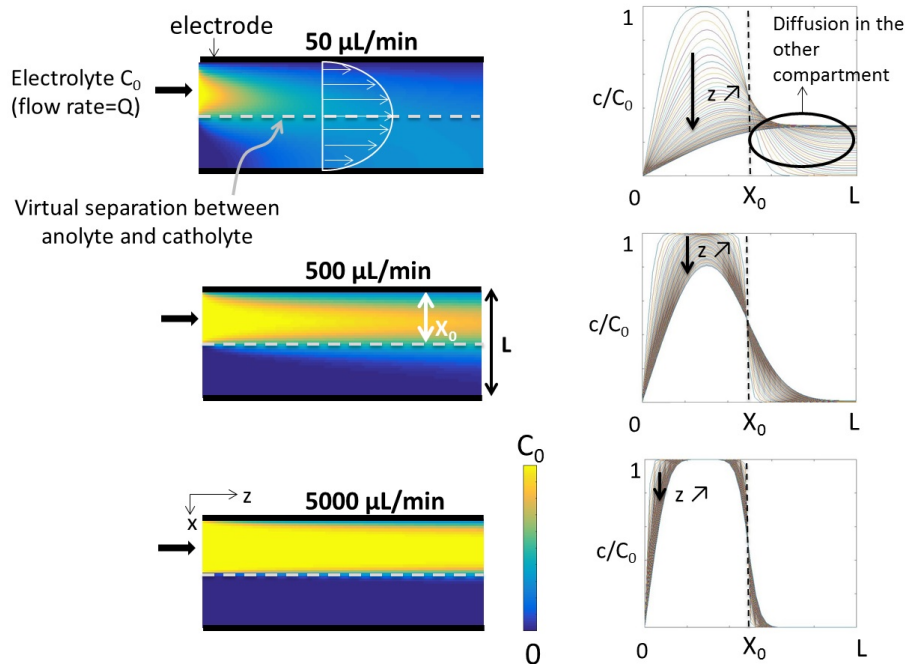 electrode
50 µL/min
Electrolyte C₀
(flow rate=Q)
Virtual separation between
anolyte and catholyte
1
c/C₀
z
Diffusion in the
other
compartment
0
X₀
L
500 µL/min
X₀
L
1
z
c/C₀
0
X₀
L
C₀
0
5000 µL/min
z
x
1
z
c/C₀
0
X₀
L